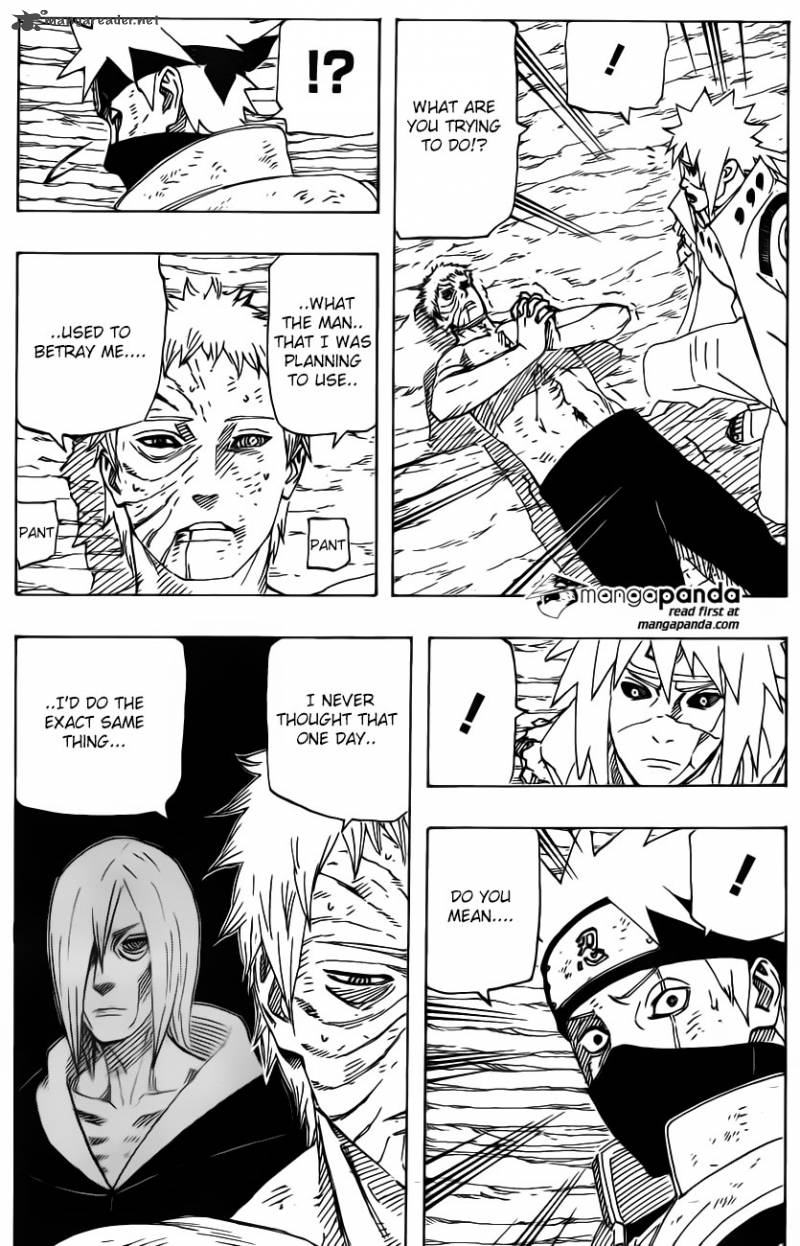 !
WHAT ARE
YOU TRYING
TO DO!?
!?
..WHAT
THE MAN..
THAT I WAS
PLANNING
TO USE..
..USED TO
BETRAY ME....
PANT
PANT
!
DO YOU
MEAN....
!
I NEVER
THOUGHT THAT
ONE DAY..
..I'D DO THE
EXACT SAME
THING...
忍
mangareader.net
mangapanda
read first at
mangapanda.com